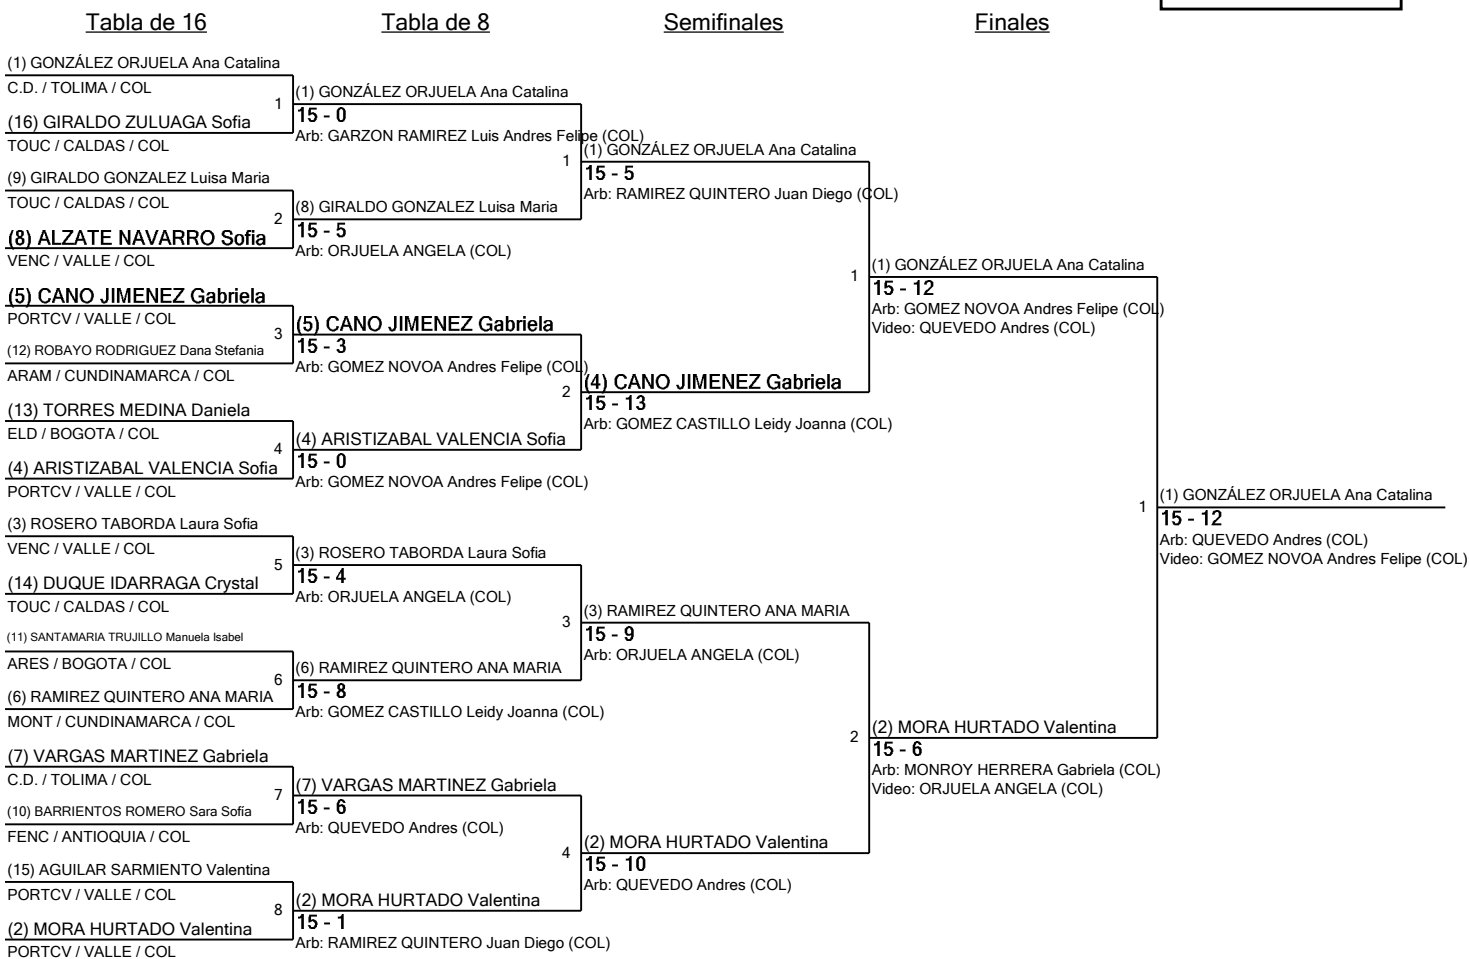 Tabla de 16
Tabla de 8
Semifinales
Finales
(1) GONZÁLEZ ORJUELA Ana Catalina
C.D. / TOLIMA / COL
1
(16) GIRALDO ZULUAGA Sofia
TOUC / CALDAS / COL
(9) GIRALDO GONZALEZ Luisa Maria
TOUC / CALDAS / COL
2
(8) ALZATE NAVARRO Sofia
VENC / VALLE / COL
(5) CANO JIMENEZ Gabriela
PORTCV / VALLE / COL
3
(12) ROBAYO RODRIGUEZ Dana Stefania
ARAM / CUNDINAMARCA / COL
(13) TORRES MEDINA Daniela
ELD / BOGOTA / COL
4
(4) ARISTIZABAL VALENCIA Sofia
PORTCV / VALLE / COL
(3) ROSERO TABORDA Laura Sofia
VENC / VALLE / COL
5
(14) DUQUE IDARRAGA Crystal
TOUC / CALDAS / COL
(11) SANTAMARIA TRUJILLO Manuela Isabel
ARES / BOGOTA / COL
6
(6) RAMIREZ QUINTERO ANA MARIA
MONT / CUNDINAMARCA / COL
(7) VARGAS MARTINEZ Gabriela
C.D. / TOLIMA / COL
7
(10) BARRIENTOS ROMERO Sara Sofía
FENC / ANTIOQUIA / COL
(15) AGUILAR SARMIENTO Valentina
PORTCV / VALLE / COL
8
(2) MORA HURTADO Valentina
PORTCV / VALLE / COL
(1) GONZÁLEZ ORJUELA Ana Catalina
15 - 0
Arb: GARZON RAMIREZ Luis Andres Felipe (COL)
1
(8) GIRALDO GONZALEZ Luisa Maria
15 - 5
Arb: ORJUELA ANGELA (COL)
(5) CANO JIMENEZ Gabriela
15 - 3
Arb: GOMEZ NOVOA Andres Felipe (COL)
2
(4) ARISTIZABAL VALENCIA Sofia
15 - 0
Arb: GOMEZ NOVOA Andres Felipe (COL)
(3) ROSERO TABORDA Laura Sofia
15 - 4
Arb: ORJUELA ANGELA (COL)
3
(6) RAMIREZ QUINTERO ANA MARIA
15 - 8
Arb: GOMEZ CASTILLO Leidy Joanna (COL)
(7) VARGAS MARTINEZ Gabriela
15 - 6
Arb: QUEVEDO Andres (COL)
4
(2) MORA HURTADO Valentina
15 - 1
Arb: RAMIREZ QUINTERO Juan Diego (COL)
(1) GONZÁLEZ ORJUELA Ana Catalina
15 - 5
Arb: RAMIREZ QUINTERO Juan Diego (COL)
1
(4) CANO JIMENEZ Gabriela
15 - 13
Arb: GOMEZ CASTILLO Leidy Joanna (COL)
(3) RAMIREZ QUINTERO ANA MARIA
15 - 9
Arb: ORJUELA ANGELA (COL)
2
(2) MORA HURTADO Valentina
15 - 10
Arb: QUEVEDO Andres (COL)
(1) GONZÁLEZ ORJUELA Ana Catalina
15 - 12
Arb: GOMEZ NOVOA Andres Felipe (COL)
Video: QUEVEDO Andres (COL)
1
(2) MORA HURTADO Valentina
15 - 6
Arb: MONROY HERRERA Gabriela (COL)
Video: ORJUELA ANGELA (COL)
(1) GONZÁLEZ ORJUELA Ana Catalina
15 - 12
Arb: QUEVEDO Andres (COL)
Video: GOMEZ NOVOA Andres Felipe (COL)